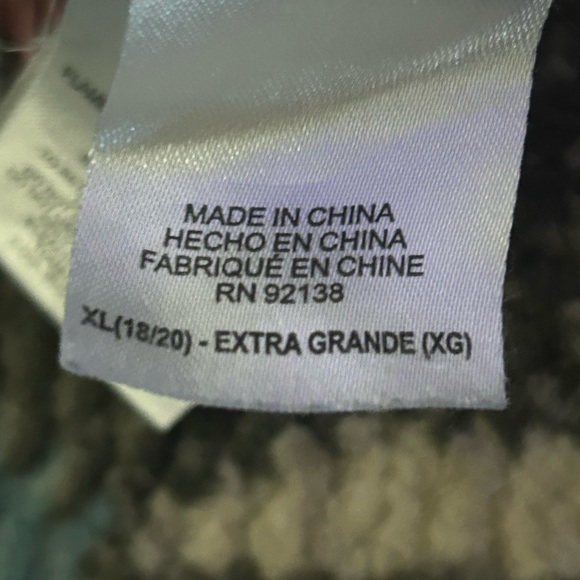 MADE IN CHINA
HECHO EN CHINA
FABRIQUÉ EN CHINE
RN 92138
XL(18/20) - EXTRA GRANDE (XG)